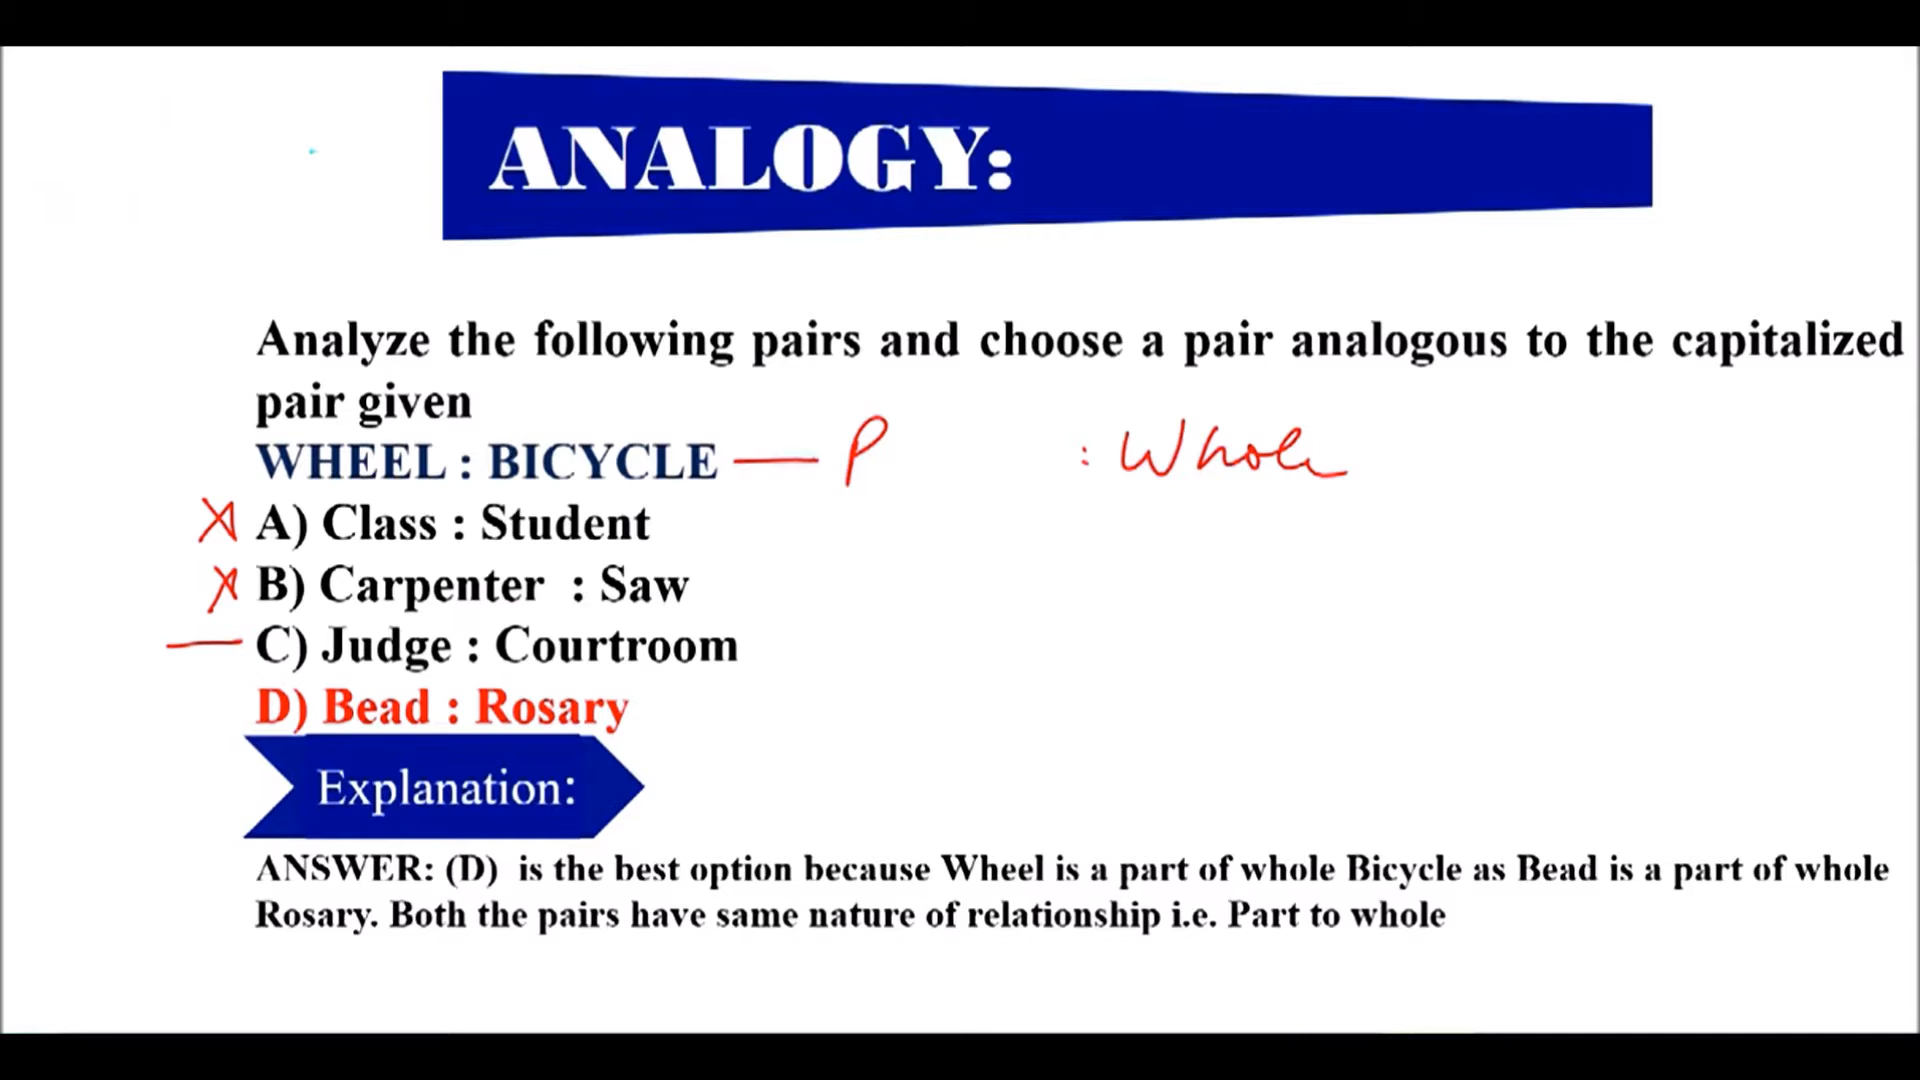 ANALOGY:
Analyze the following pairs and choose a pair analogous to the capitalized
pair given
WHEEL : BICYCLE — P : Whole
X A) Class : Student
X B) Carpenter : Saw
— C) Judge : Courtroom
D) Bead : Rosary
Explanation:
ANSWER: (D) is the best option because Wheel is a part of whole Bicycle as Bead is a part of whole
Rosary. Both the pairs have same nature of relationship i.e. Part to whole